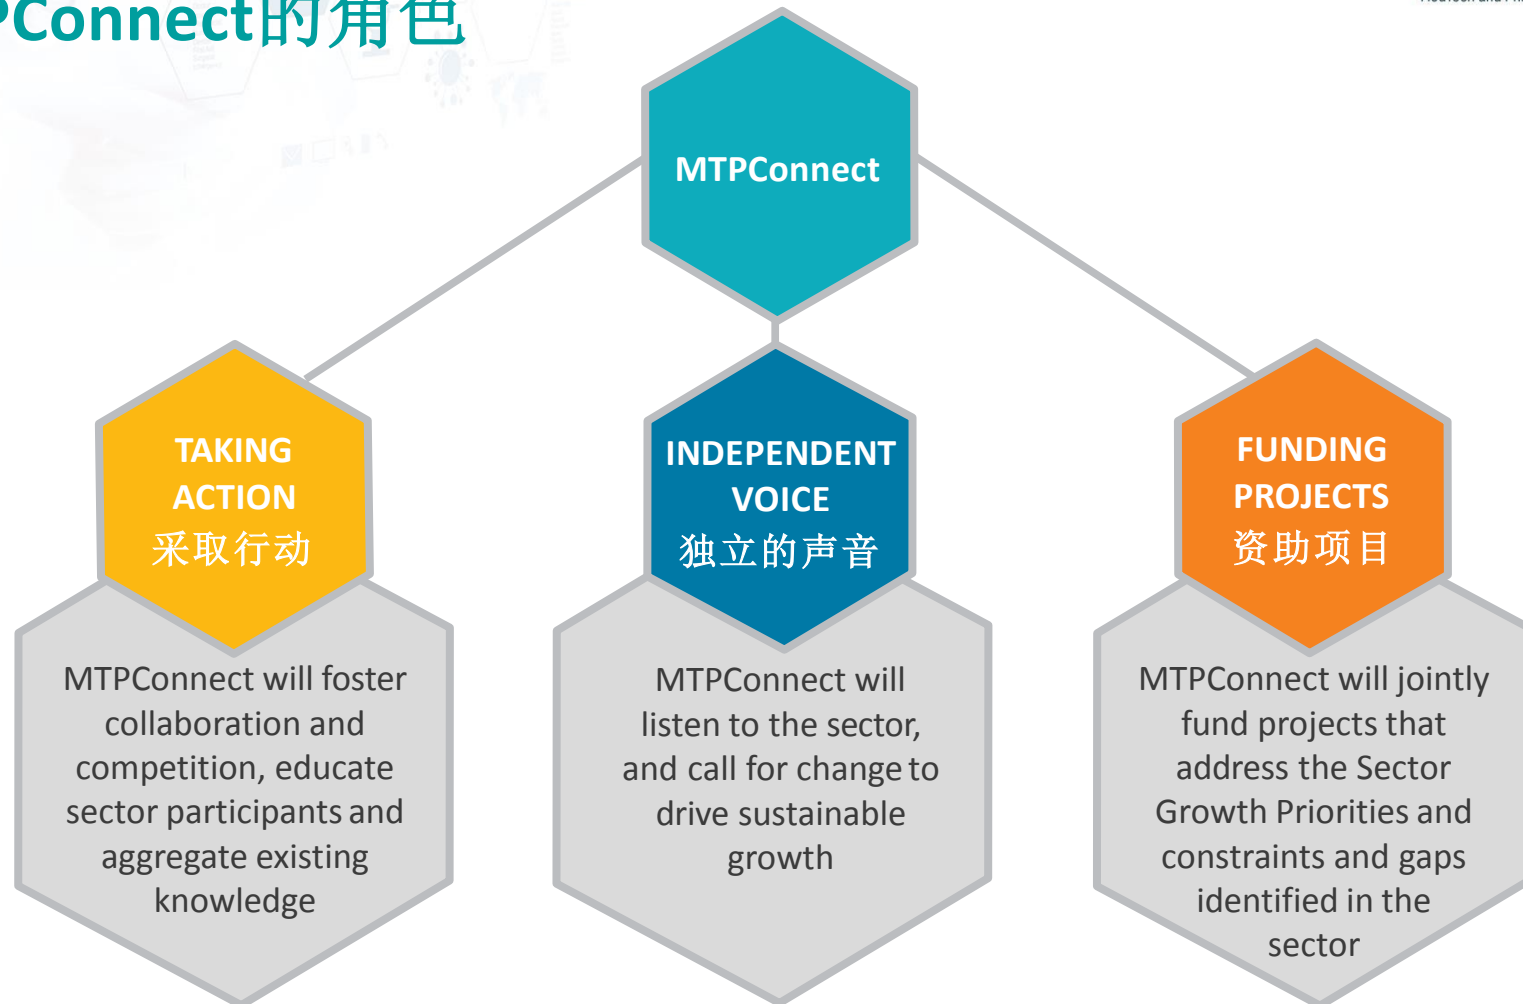 PConnect的角色
MTPConnect
TAKING
ACTION
采取行动
INDEPENDENT
VOICE
独立的声音
FUNDING
PROJECTS
资助项目
MTPConnect will foster
collaboration and
competition, educate
sector participants and
aggregate existing
knowledge
MTPConnect will
listen to the sector,
and call for change to
drive sustainable
growth
MTPConnect will jointly
fund projects that
address the Sector
Growth Priorities and
constraints and gaps
identified in the
sector